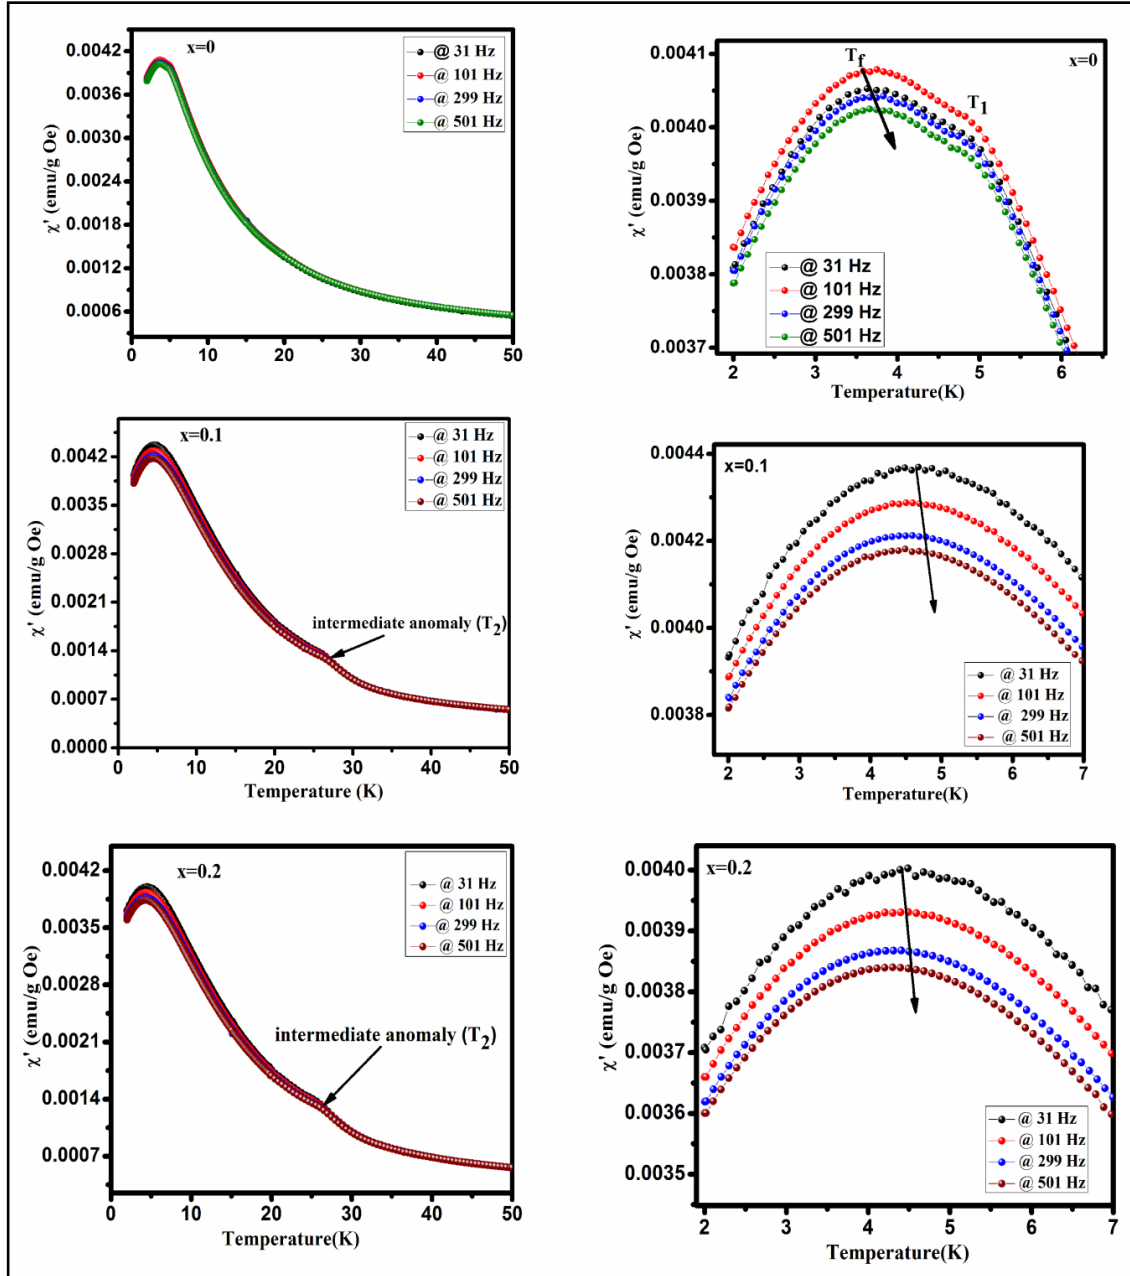 x=0
@ 31 Hz
@ 101 Hz
@ 299 Hz
@ 501 Hz
0.0042
0.0036
0.0030
0.0024
0.0018
0.0012
0.0006
χ' (emu/g Oe)
0 10 20 30 40 50
Temperature (K)
x=0
Tf
T1
@ 31 Hz
@ 101 Hz
@ 299 Hz
@ 501 Hz
0.0041
0.0040
0.0039
0.0038
0.0037
χ' (emu/g Oe)
2 3 4 5 6
Temperature(K)
x=0.1
@ 31 Hz
@ 101 Hz
@ 299 Hz
@ 501 Hz
intermediate anomaly (T2)
0.0042
0.0035
0.0028
0.0021
0.0014
0.0007
0.0000
χ' (emu/g Oe)
0 10 20 30 40 50
Temperature (K)
x=0.1
@ 31 Hz
@ 101 Hz
@ 299 Hz
@ 501 Hz
0.0044
0.0042
0.0040
0.0038
χ' (emu/g Oe)
2 3 4 5 6 7
Temperature(K)
x=0.2
@ 31 Hz
@ 101 Hz
@ 299 Hz
@ 501 Hz
intermediate anomaly (T2)
0.0042
0.0035
0.0028
0.0021
0.0014
0.0007
χ' (emu/g Oe)
0 10 20 30 40 50
Temperature(K)
x=0.2
@ 31 Hz
@ 101 Hz
@ 299 Hz
@ 501 Hz
0.0040
0.0039
0.0038
0.0037
0.0036
0.0035
χ' (emu/g Oe)
2 3 4 5 6 7
Temperature(K)